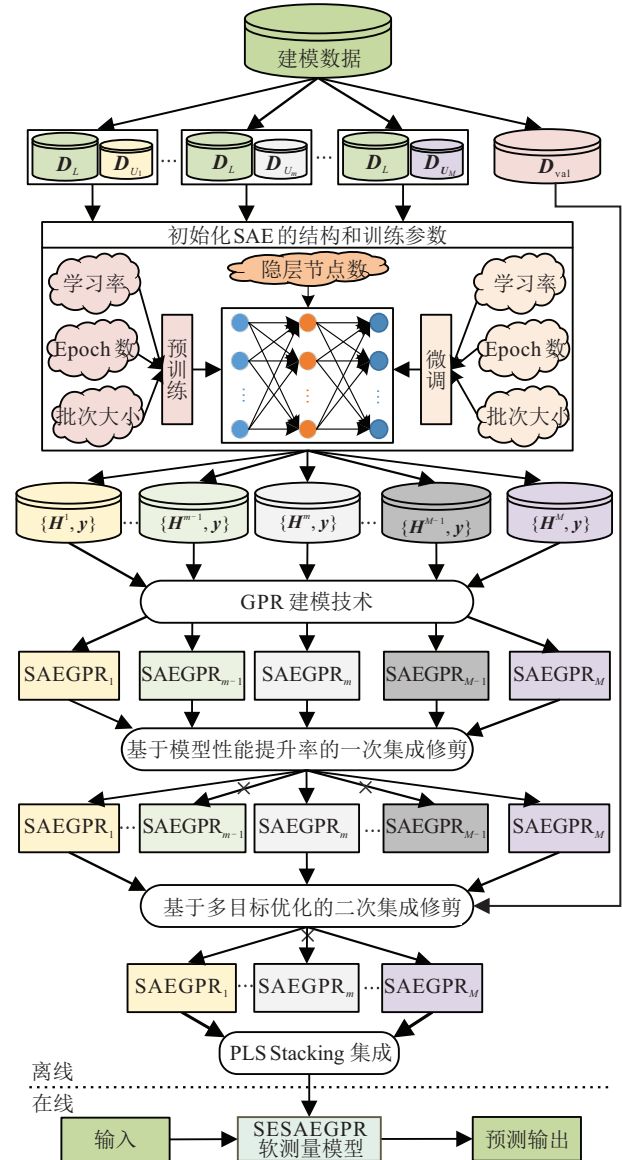 建模数据
D_L D_{U_1} … D_L D_{U_m} … D_L D_{U_M} D_val
初始化SAE的结构和训练参数
学习率 隐层节点数 学习率
Epoch 数 预训练 微调 Epoch 数
批次大小 批次大小
{H^1, y} … {H^{m-1}, y} {H^m, y} … {H^{M-1}, y} {H^M, y}
GPR 建模技术
SAEGPR_1 SAEGPR_{m-1} SAEGPR_m SAEGPR_{M-1} SAEGPR_M
基于模型性能提升率的一次集成修剪
SAEGPR_1 … SAEGPR_{m-1} SAEGPR_m … SAEGPR_{M-1} SAEGPR_M
基于多目标优化的二次集成修剪
SAEGPR_1 … SAEGPR_m … SAEGPR_M
PLS Stacking 集成
离线
在线
输入 SESAEGPR 预测输出
软测量模型